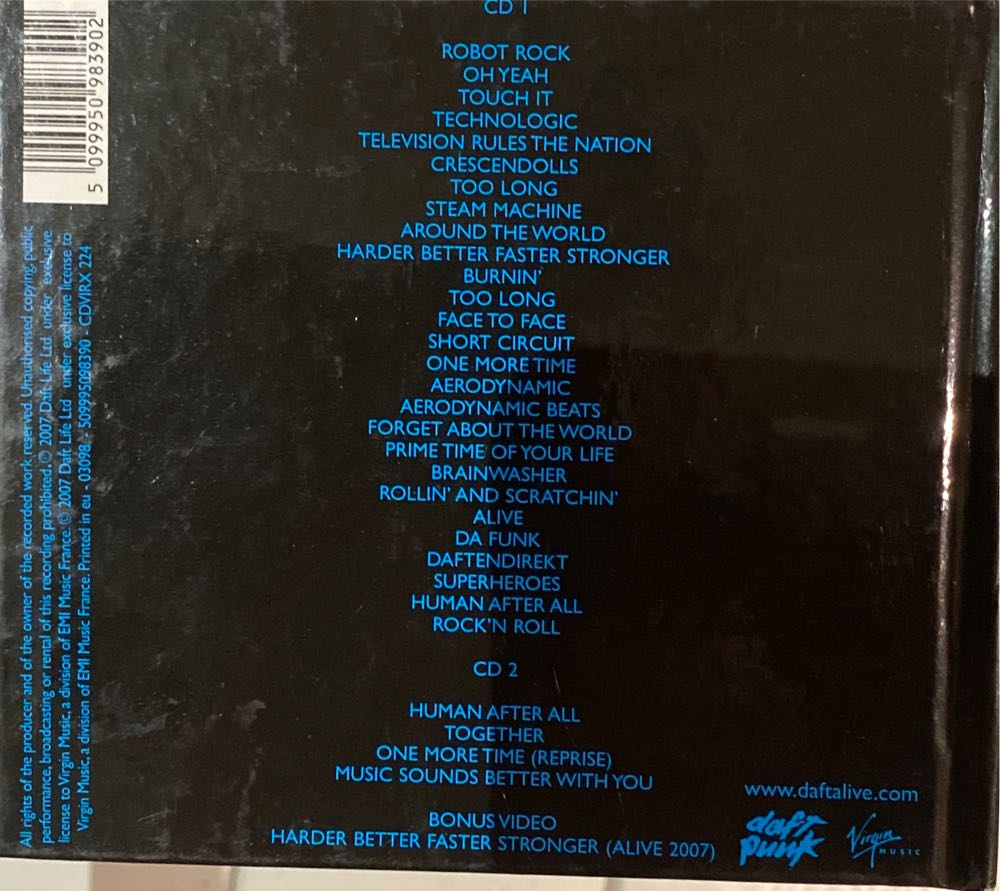 CD 1
ROBOT ROCK
OH YEAH
TOUCH IT
TECHNOLOGIC
TELEVISION RULES THE NATION
CRESCENDOLLS
TOO LONG
STEAM MACHINE
AROUND THE WORLD
HARDER BETTER FASTER STRONGER
BURNIN'
TOO LONG
FACE TO FACE
SHORT CIRCUIT
ONE MORE TIME
AERODYNAMIC
AERODYNAMIC BEATS
FORGET ABOUT THE WORLD
PRIME TIME OF YOUR LIFE
BRAINWASHER
ROLLIN' AND SCRATCHIN'
ALIVE
DA FUNK
DAFTENDIREKT
SUPERHEROES
HUMAN AFTER ALL
ROCK'N ROLL
CD 2
HUMAN AFTER ALL
TOGETHER
ONE MORE TIME (REPRISE)
MUSIC SOUNDS BETTER WITH YOU
BONUS VIDEO
HARDER BETTER FASTER STRONGER (ALIVE 2007)
www.daftalive.com
daft punk
Virgin MUSIC
5 099950 983902
All rights of the producer and of the owner of the recorded work reserved. Unauthorised copying, public
performance, broadcasting or rental of this recording prohibited. ℗ 2007 Daft Life Ltd under exclusive
license to Virgin Music, a division of EMI Music France. © 2007 Daft Life Ltd under exclusive license to
Virgin Music, a division of EMI Music France. Printed in eu - 03098 - 509995098390 - CDVIRX 224